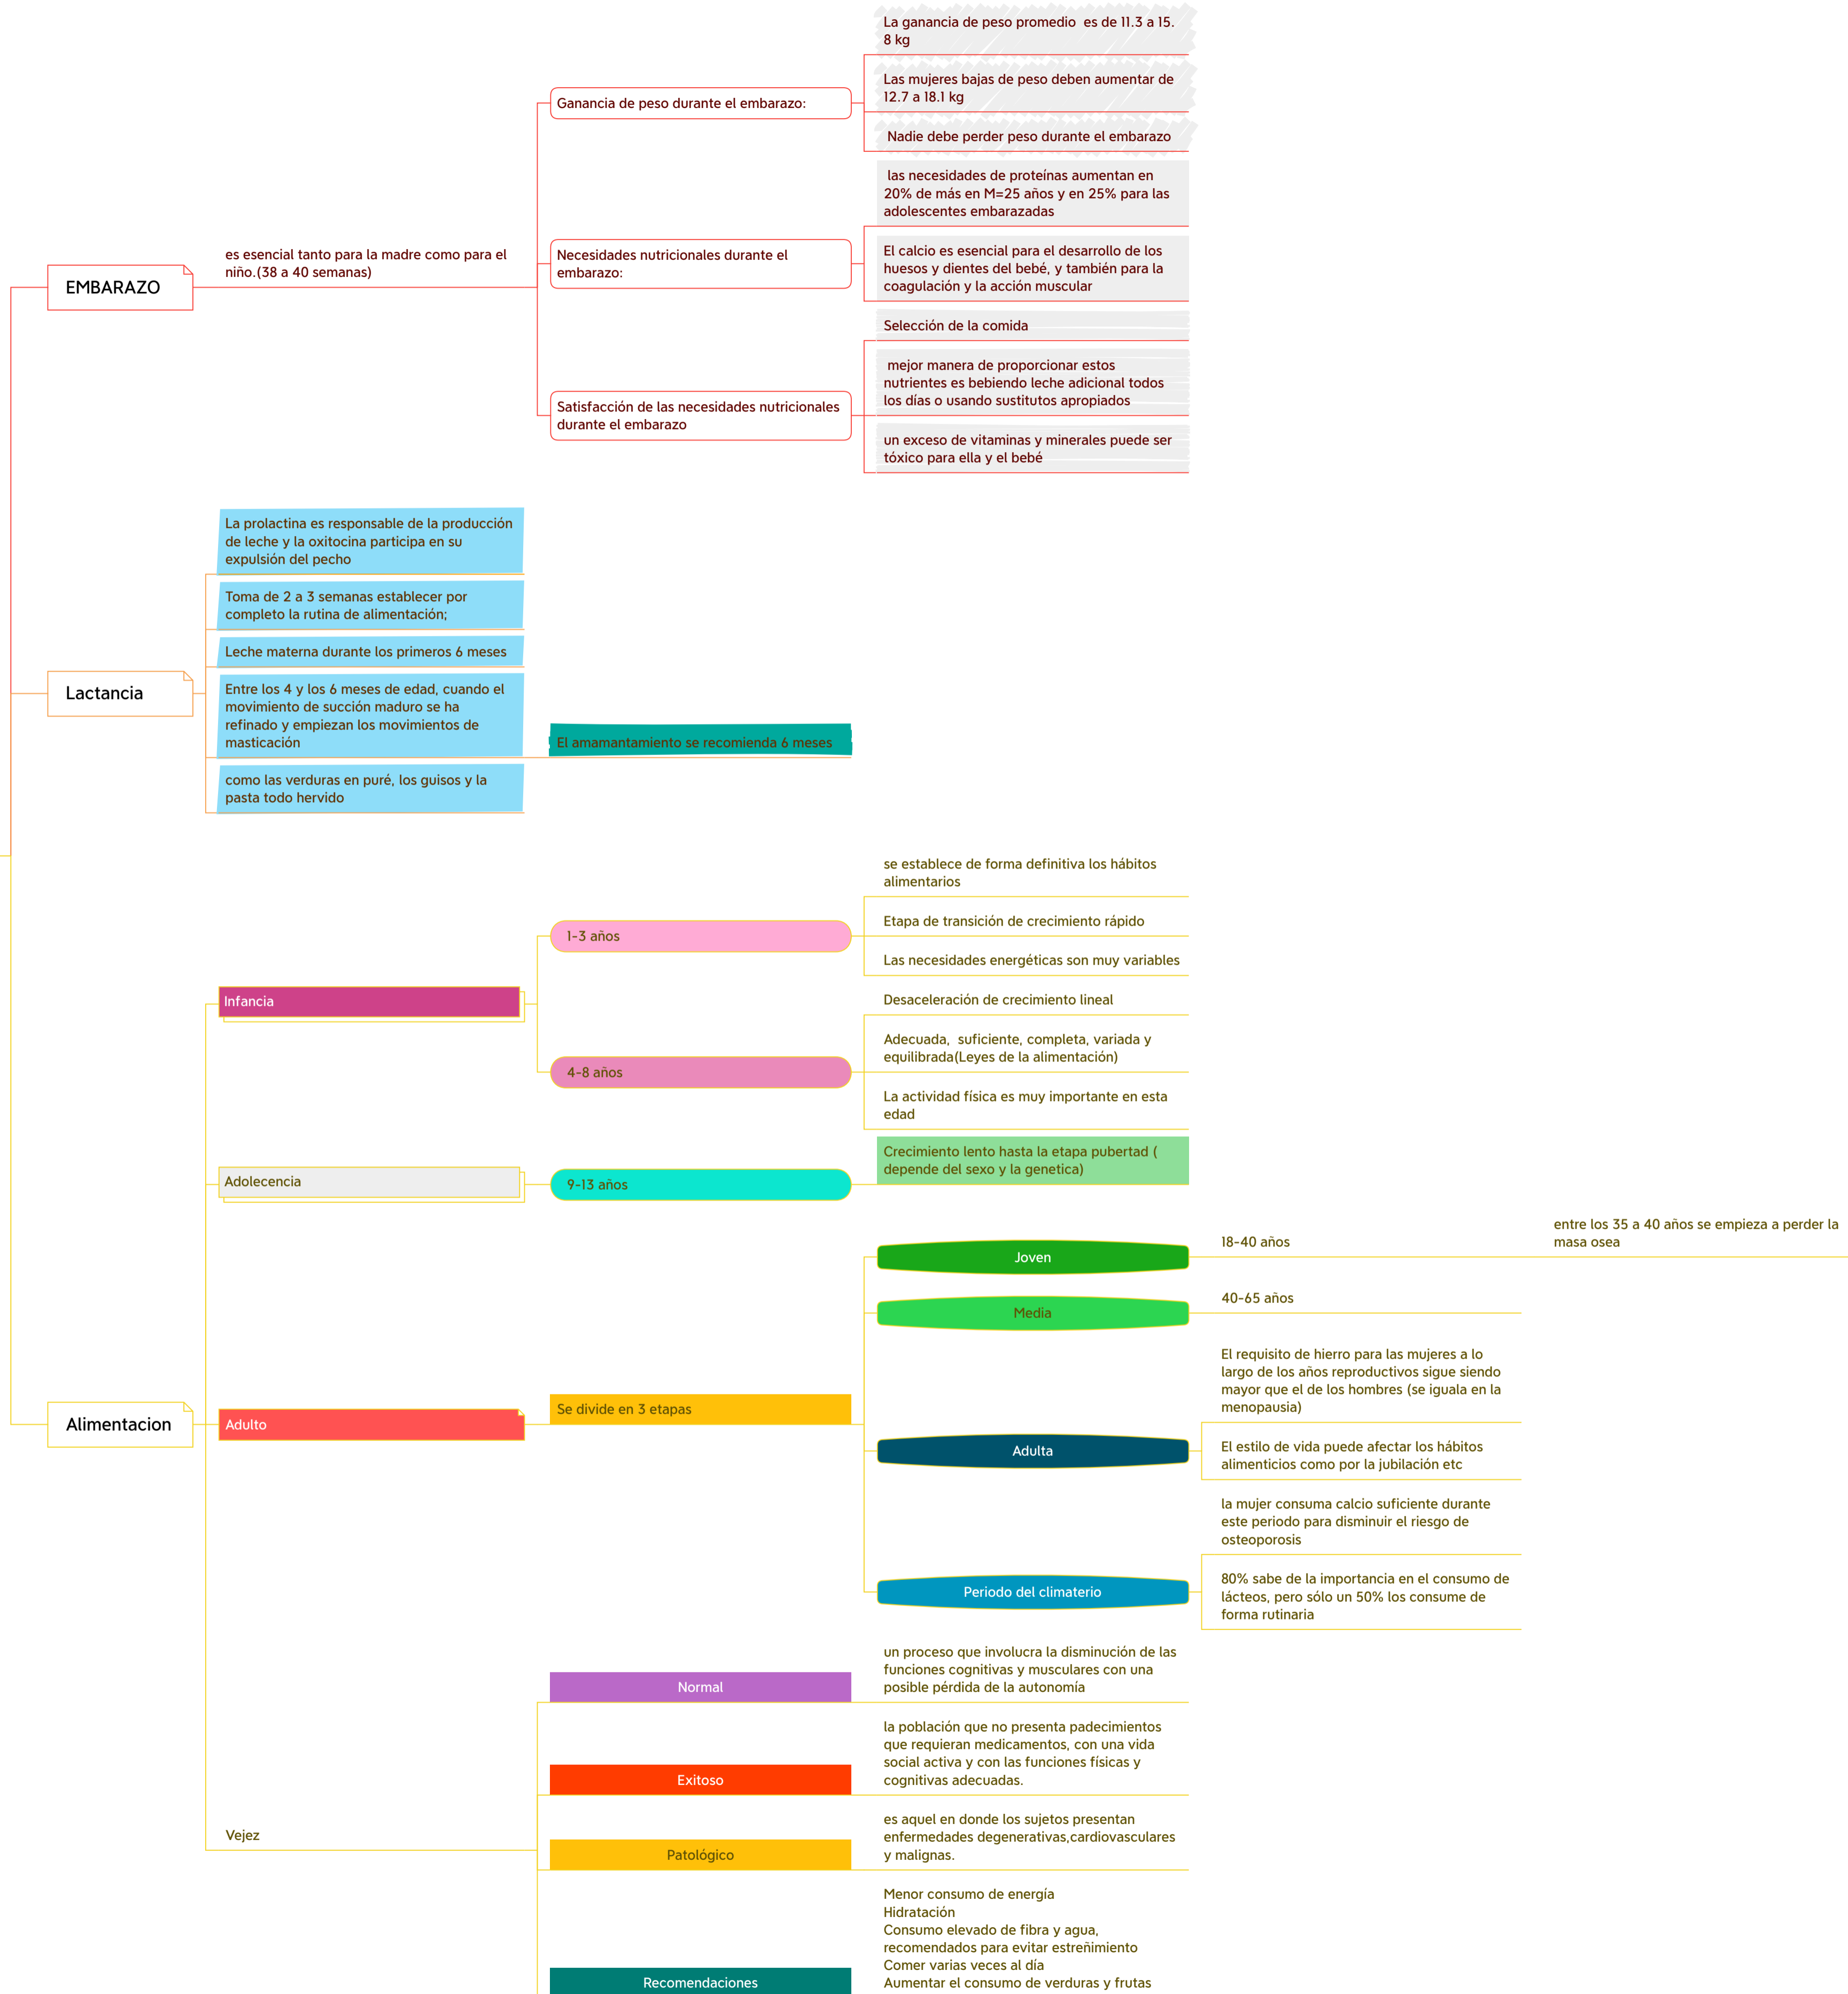 La ganancia de peso promedio  es de 11.3 a 15.
8 kg
Las mujeres bajas de peso deben aumentar de
12.7 a 18.1 kg
Nadie debe perder peso durante el embarazo
Ganancia de peso durante el embarazo:
las necesidades de proteínas aumentan en
20% de más en M=25 años y en 25% para las
adolescentes embarazadas
El calcio es esencial para el desarrollo de los
huesos y dientes del bebé, y también para la
coagulación y la acción muscular
Necesidades nutricionales durante el
embarazo:
EMBARAZO
es esencial tanto para la madre como para el
niño.(38 a 40 semanas)
Selección de la comida
mejor manera de proporcionar estos
nutrientes es bebiendo leche adicional todos
los días o usando sustitutos apropiados
un exceso de vitaminas y minerales puede ser
tóxico para ella y el bebé
Satisfacción de las necesidades nutricionales
durante el embarazo
La prolactina es responsable de la producción
de leche y la oxitocina participa en su
expulsión del pecho
Toma de 2 a 3 semanas establecer por
completo la rutina de alimentación;
Leche materna durante los primeros 6 meses
Lactancia
Entre los 4 y los 6 meses de edad, cuando el
movimiento de succión maduro se ha
refinado y empiezan los movimientos de
masticación
El amamantamiento se recomienda 6 meses
como las verduras en puré, los guisos y la
pasta todo hervido
se establece de forma definitiva los hábitos
alimentarios
Etapa de transición de crecimiento rápido
Las necesidades energéticas son muy variables
1-3 años
Infancia
Desaceleración de crecimiento lineal
Adecuada,  suficiente, completa, variada y
equilibrada(Leyes de la alimentación)
La actividad física es muy importante en esta
edad
4-8 años
Adolecencia
9-13 años
Crecimiento lento hasta la etapa pubertad (
depende del sexo y la genetica)
Joven
18-40 años
entre los 35 a 40 años se empieza a perder la
masa osea
Media
40-65 años
El requisito de hierro para las mujeres a lo
largo de los años reproductivos sigue siendo
mayor que el de los hombres (se iguala en la
menopausia)
El estilo de vida puede afectar los hábitos
alimenticios como por la jubilación etc
Adulta
Alimentacion
Adulto
Se divide en 3 etapas
la mujer consuma calcio suficiente durante
este periodo para disminuir el riesgo de
osteoporosis
80% sabe de la importancia en el consumo de
lácteos, pero sólo un 50% los consume de
forma rutinaria
Periodo del climaterio
Normal
un proceso que involucra la disminución de las
funciones cognitivas y musculares con una
posible pérdida de la autonomía
Exitoso
la población que no presenta padecimientos
que requieran medicamentos, con una vida
social activa y con las funciones físicas y
cognitivas adecuadas.
Vejez
Patológico
es aquel en donde los sujetos presentan
enfermedades degenerativas,cardiovasculares
y malignas.
Recomendaciones
Menor consumo de energía
Hidratación
Consumo elevado de fibra y agua,
recomendados para evitar estreñimiento
Comer varias veces al día
Aumentar el consumo de verduras y frutas